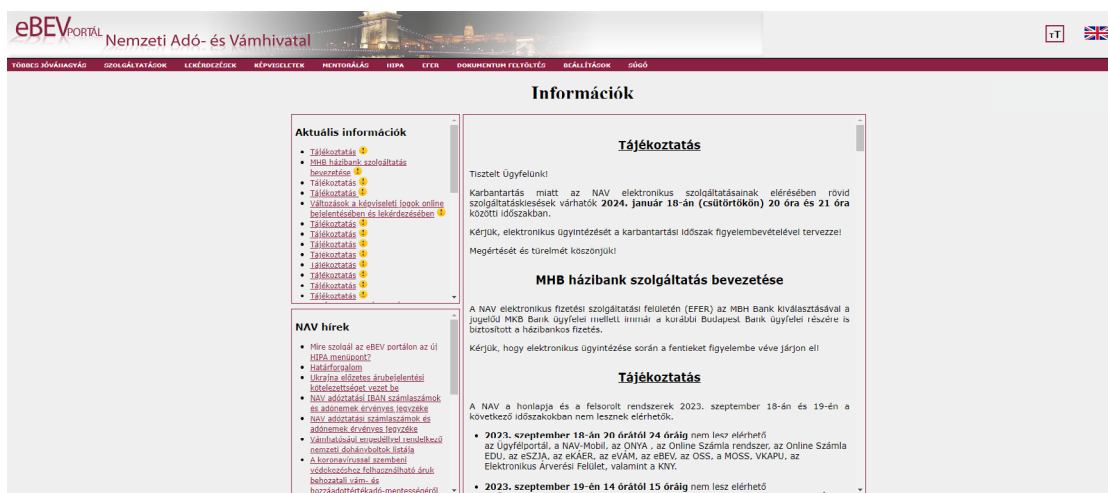 eBEVPORTÁL Nemzeti Adó- és Vámhivatal
TT
TÖBBES JÓVÁHAGYÁS SZOLGÁLTATÁSOK LEKÉRDEZÉSEK KÉPVISELETEK MENTORÁLÁS HIPA EFER DOKUMENTUM FELTÖLTÉS BEÁLLÍTÁSOK SÚGÓ
Információk
Aktuális információk
Tájékoztatás
MHB házibank szolgáltatás
bevezetése
Tájékoztatás
Tájékoztatás
Változások a képviseleti jogok online
bejelentésében és lekérdezésében
Tájékoztatás
Tájékoztatás
Tájékoztatás
Tájékoztatás
Tájékoztatás
Tájékoztatás
Tájékoztatás
Tájékoztatás
NAV hírek
Mire szolgál az eBEV portálon az új
HIPA menüpont?
Határforgalom
Ukrajna előzetes árubejelentési
kötelezettséget vezet be
NAV adóztatási IBAN számlaszámok
és adónemek érvényes jegyzéke
NAV adóztatási számlaszámok és
adónemek érvényes jegyzéke
Vámhatósági engedéllyel rendelkező
nemzeti dohányboltok listája
A koronavírussal szembeni
védekezéshez felhasználható áruk
behozatali vám- és
hozzáadottértékadó-mentességéről
Tájékoztatás
Tisztelt Ügyfelünk!
Karbantartás miatt az NAV elektronikus szolgáltatásainak elérésében rövid
szolgáltatáskiesések várhatók 2024. január 18-án (csütörtökön) 20 óra és 21 óra
közötti időszakban.
Kérjük, elektronikus ügyintézését a karbantartási időszak figyelembevételével tervezze!
Megértését és türelmét köszönjük!
MHB házibank szolgáltatás bevezetése
A NAV elektronikus fizetési szolgáltatási felületén (EFER) az MBH Bank kiválasztásával a
jogelőd MKB Bank ügyfelei mellett immár a korábbi Budapest Bank ügyfelei részére is
biztosított a házibankos fizetés.
Kérjük, hogy elektronikus ügyintézése során a fentieket figyelembe véve járjon el!
Tájékoztatás
A NAV a honlapja és a felsorolt rendszerek 2023. szeptember 18-án és 19-én a
következő időszakokban nem lesznek elérhetők.
2023. szeptember 18-án 20 órától 24 óráig nem lesz elérhető
az Ügyfélportál, a NAV-Mobil, az ONYA , az Online Számla rendszer, az Online Számla
EDU, az eSZJA, az eKÁER, az eVÁM, az eBEV, az OSS, a MOSS, VKAPU, az
Elektronikus Árverési Felület, valamint a KNY.
2023. szeptember 19-én 14 órától 15 óráig nem lesz elérhető